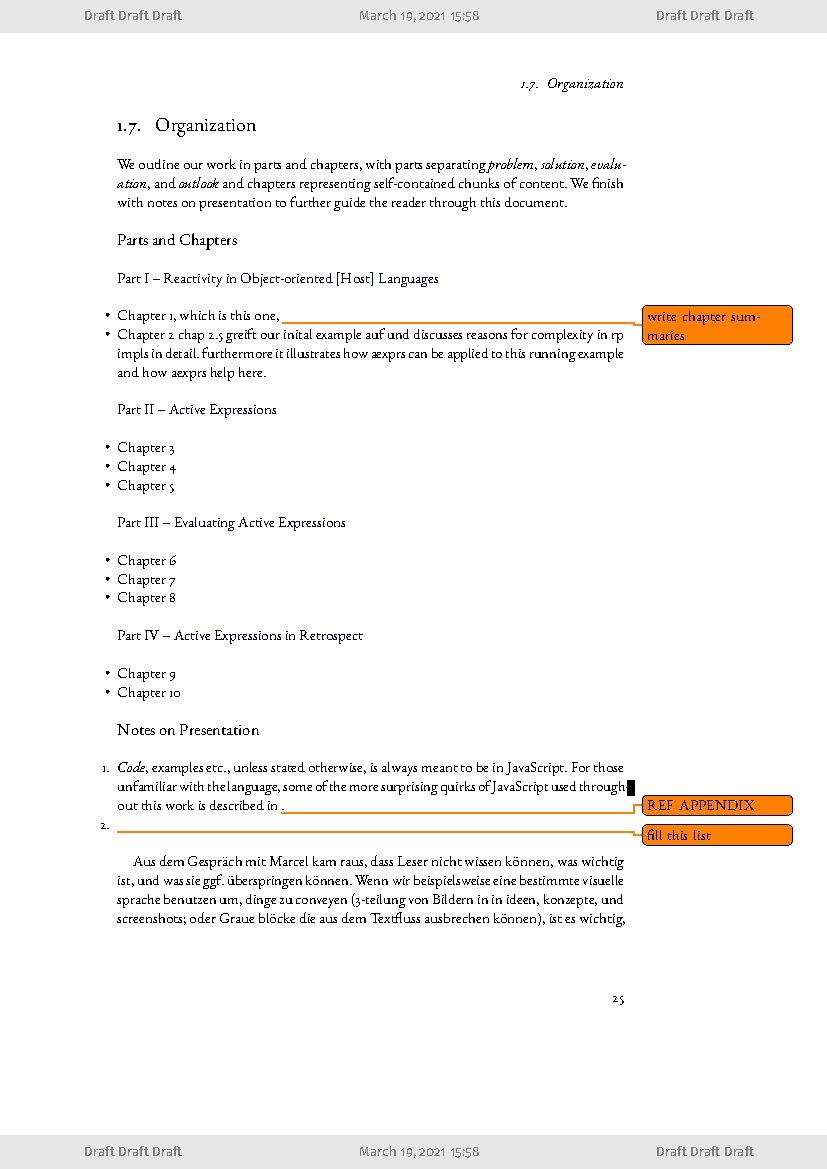 Draft Draft Draft March 19, 2021 15:58 Draft Draft Draft
1.7. Organization
1.7. Organization
We outline our work in parts and chapters, with parts separating problem, solution, evalu-
ation, and outlook and chapters representing self-contained chunks of content. We finish
with notes on presentation to further guide the reader through this document.
Parts and Chapters
Part I – Reactivity in Object-oriented [Host] Languages
• Chapter 1, which is this one,
write chapter sum-
maries
• Chapter 2 chap 2.5 greift our inital example auf und discusses reasons for complexity in rp
impls in detail. furthermore it illustrates how aexprs can be applied to this running example
and how aexprs help here.
Part II – Active Expressions
• Chapter 3
• Chapter 4
• Chapter 5
Part III – Evaluating Active Expressions
• Chapter 6
• Chapter 7
• Chapter 8
Part IV – Active Expressions in Retrospect
• Chapter 9
• Chapter 10
Notes on Presentation
1. Code, examples etc., unless stated otherwise, is always meant to be in JavaScript. For those
unfamiliar with the language, some of the more surprising quirks of JavaScript used through-
out this work is described in .
REF APPENDIX
2.
fill this list
Aus dem Gespräch mit Marcel kam raus, dass Leser nicht wissen können, was wichtig
ist, und was sie ggf. überspringen können. Wenn wir beispielsweise eine bestimmte visuelle
sprache benutzen um, dinge zu conveyen (3-teilung von Bildern in in ideen, konzepte, und
screenshots; oder Graue blöcke die aus dem Textfluss ausbrechen können), ist es wichtig,
25
Draft Draft Draft March 19, 2021 15:58 Draft Draft Draft